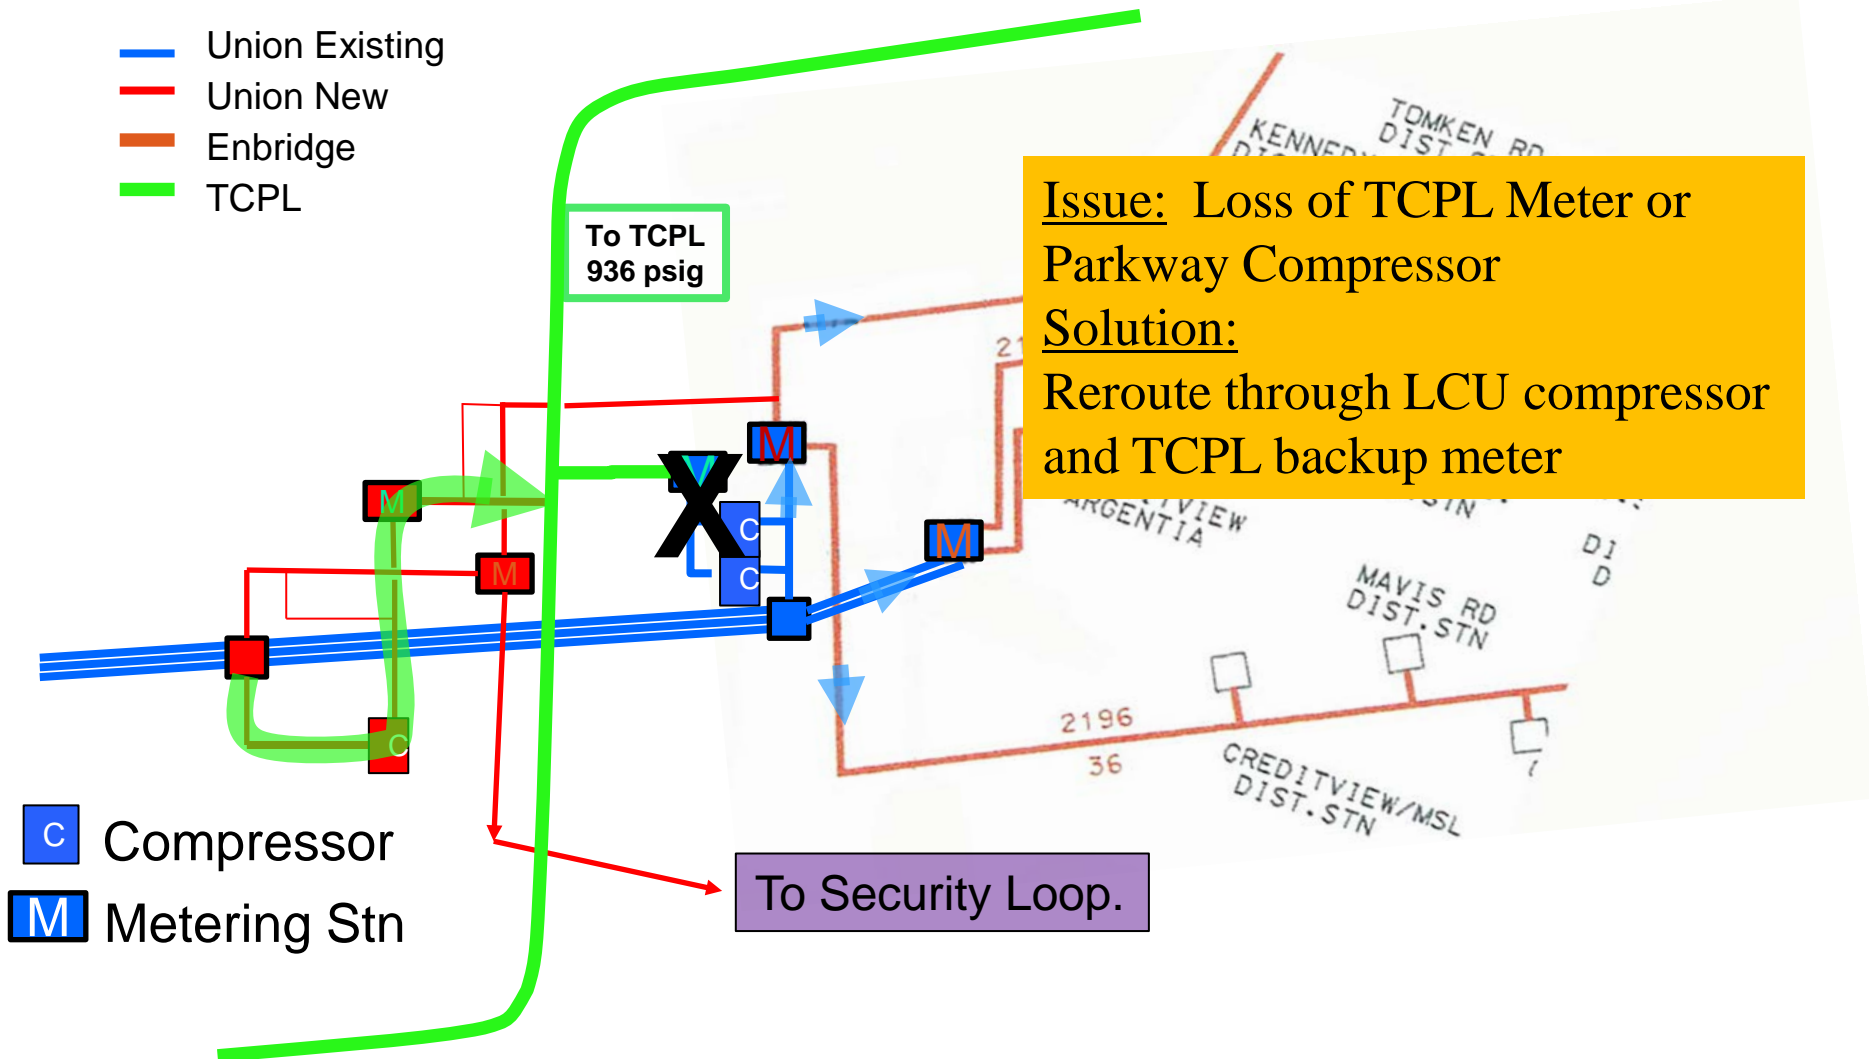 Union Existing
Union New
Enbridge
TCPL
To TCPL
936 psig
TOMKEN RD
KENNEDY
Issue: Loss of TCPL Meter or
Parkway Compressor
Solution:
Reroute through LCU compressor
and TCPL backup meter
21
M
M
M
M
M
C
C
C
ARGENTIA
MAVIS RD
DIST.STN
2196
36
CREDITVIEW/MSL
DIST.STN
C Compressor
M Metering Stn
To Security Loop.